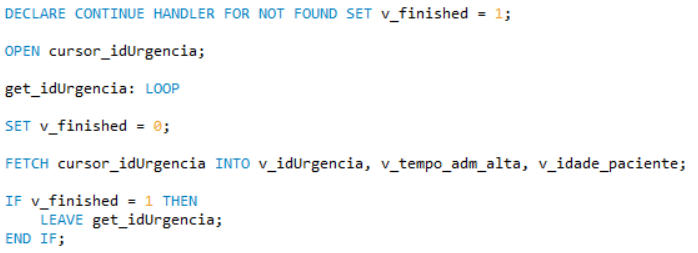 DECLARE CONTINUE HANDLER FOR NOT FOUND SET v_finished = 1;
OPEN cursor_idUrgencia;
get_idUrgencia: LOOP
SET v_finished = 0;
FETCH cursor_idUrgencia INTO v_idUrgencia, v_tempo_adm_alta, v_idade_paciente;
IF v_finished = 1 THEN
    LEAVE get_idUrgencia;
END IF;